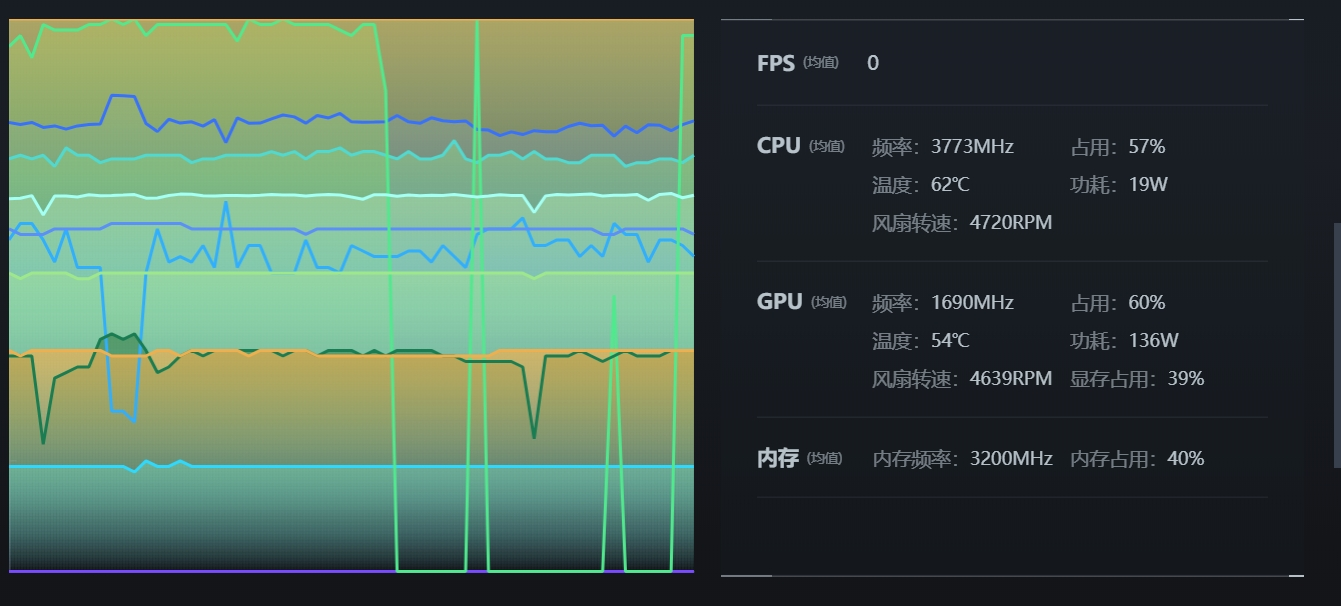 FPS (均值) 0
CPU (均值) 频率: 3773MHz 占用: 57%
温度: 62℃ 功耗: 19W
风扇转速: 4720RPM
GPU (均值) 频率: 1690MHz 占用: 60%
温度: 54℃ 功耗: 136W
风扇转速: 4639RPM 显存占用: 39%
内存 (均值) 内存频率: 3200MHz 内存占用: 40%